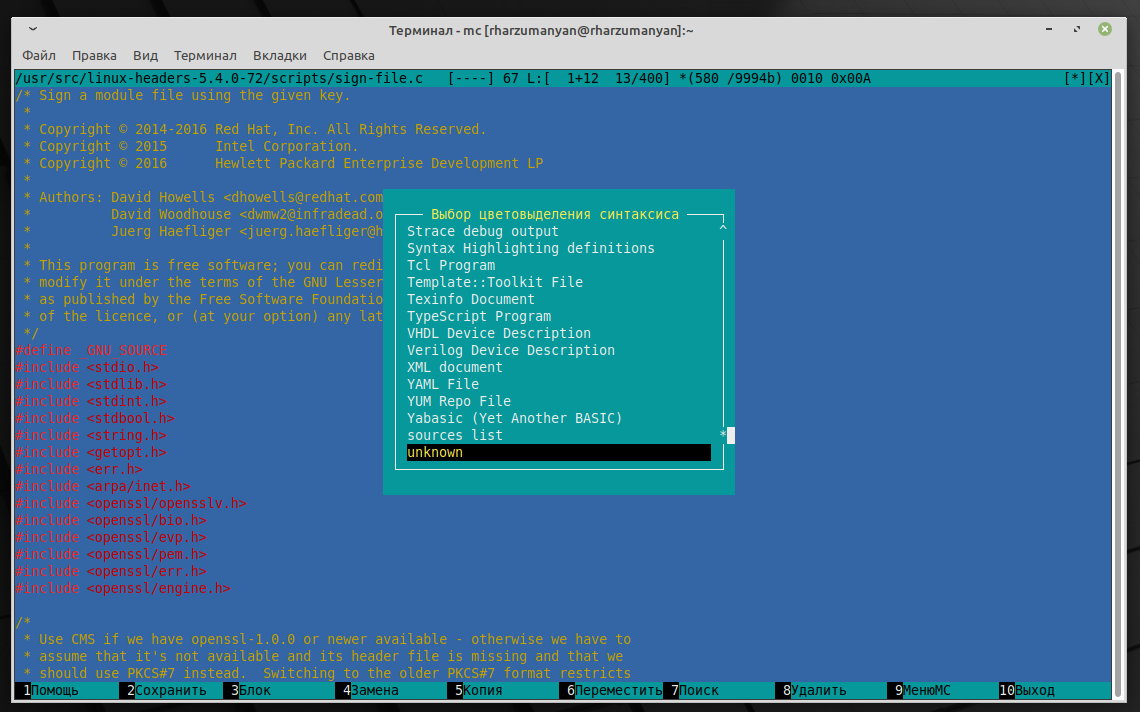 Терминал - mc [rharzumanyan@rharzumanyan]:~
Файл Правка Вид Терминал Вкладки Справка
/usr/src/linux-headers-5.4.0-72/scripts/sign-file.c [----] 67 L:[ 1+12 13/400] *(580 /9994b) 0010 0x00A [*][X]
/* Sign a module file using the given key.
*
* Copyright © 2014-2016 Red Hat, Inc. All Rights Reserved.
* Copyright © 2015 Intel Corporation.
* Copyright © 2016 Hewlett Packard Enterprise Development LP
*
* Authors: David Howells <dhowells@redhat.com
* David Woodhouse <dwmw2@infradead.o
* Juerg Haefliger <juerg.haefliger@h
*
* This program is free software; you can redi
* modify it under the terms of the GNU Lesser
* as published by the Free Software Foundatio
* of the licence, or (at your option) any lat
*/
#define _GNU_SOURCE
#include <stdio.h>
#include <stdlib.h>
#include <stdint.h>
#include <stdbool.h>
#include <string.h>
#include <getopt.h>
#include <err.h>
#include <arpa/inet.h>
#include <openssl/opensslv.h>
#include <openssl/bio.h>
#include <openssl/evp.h>
#include <openssl/pem.h>
#include <openssl/err.h>
#include <openssl/engine.h>
/*
* Use CMS if we have openssl-1.0.0 or newer available - otherwise we have to
* assume that it's not available and its header file is missing and that we
* should use PKCS#7 instead. Switching to the older PKCS#7 format restricts
Выбор цветовыделения синтаксиса
Strace debug output ^
Syntax Highlighting definitions
Tcl Program
Template::Toolkit File
Texinfo Document
TypeScript Program
VHDL Device Description
Verilog Device Description
XML document
YAML File
YUM Repo File
Yabasic (Yet Another BASIC)
sources list *
unknown
1Помощь 2Сохранить 3Блок 4Замена 5Копия 6Переместить 7Поиск 8Удалить 9МенюMC 10Выход